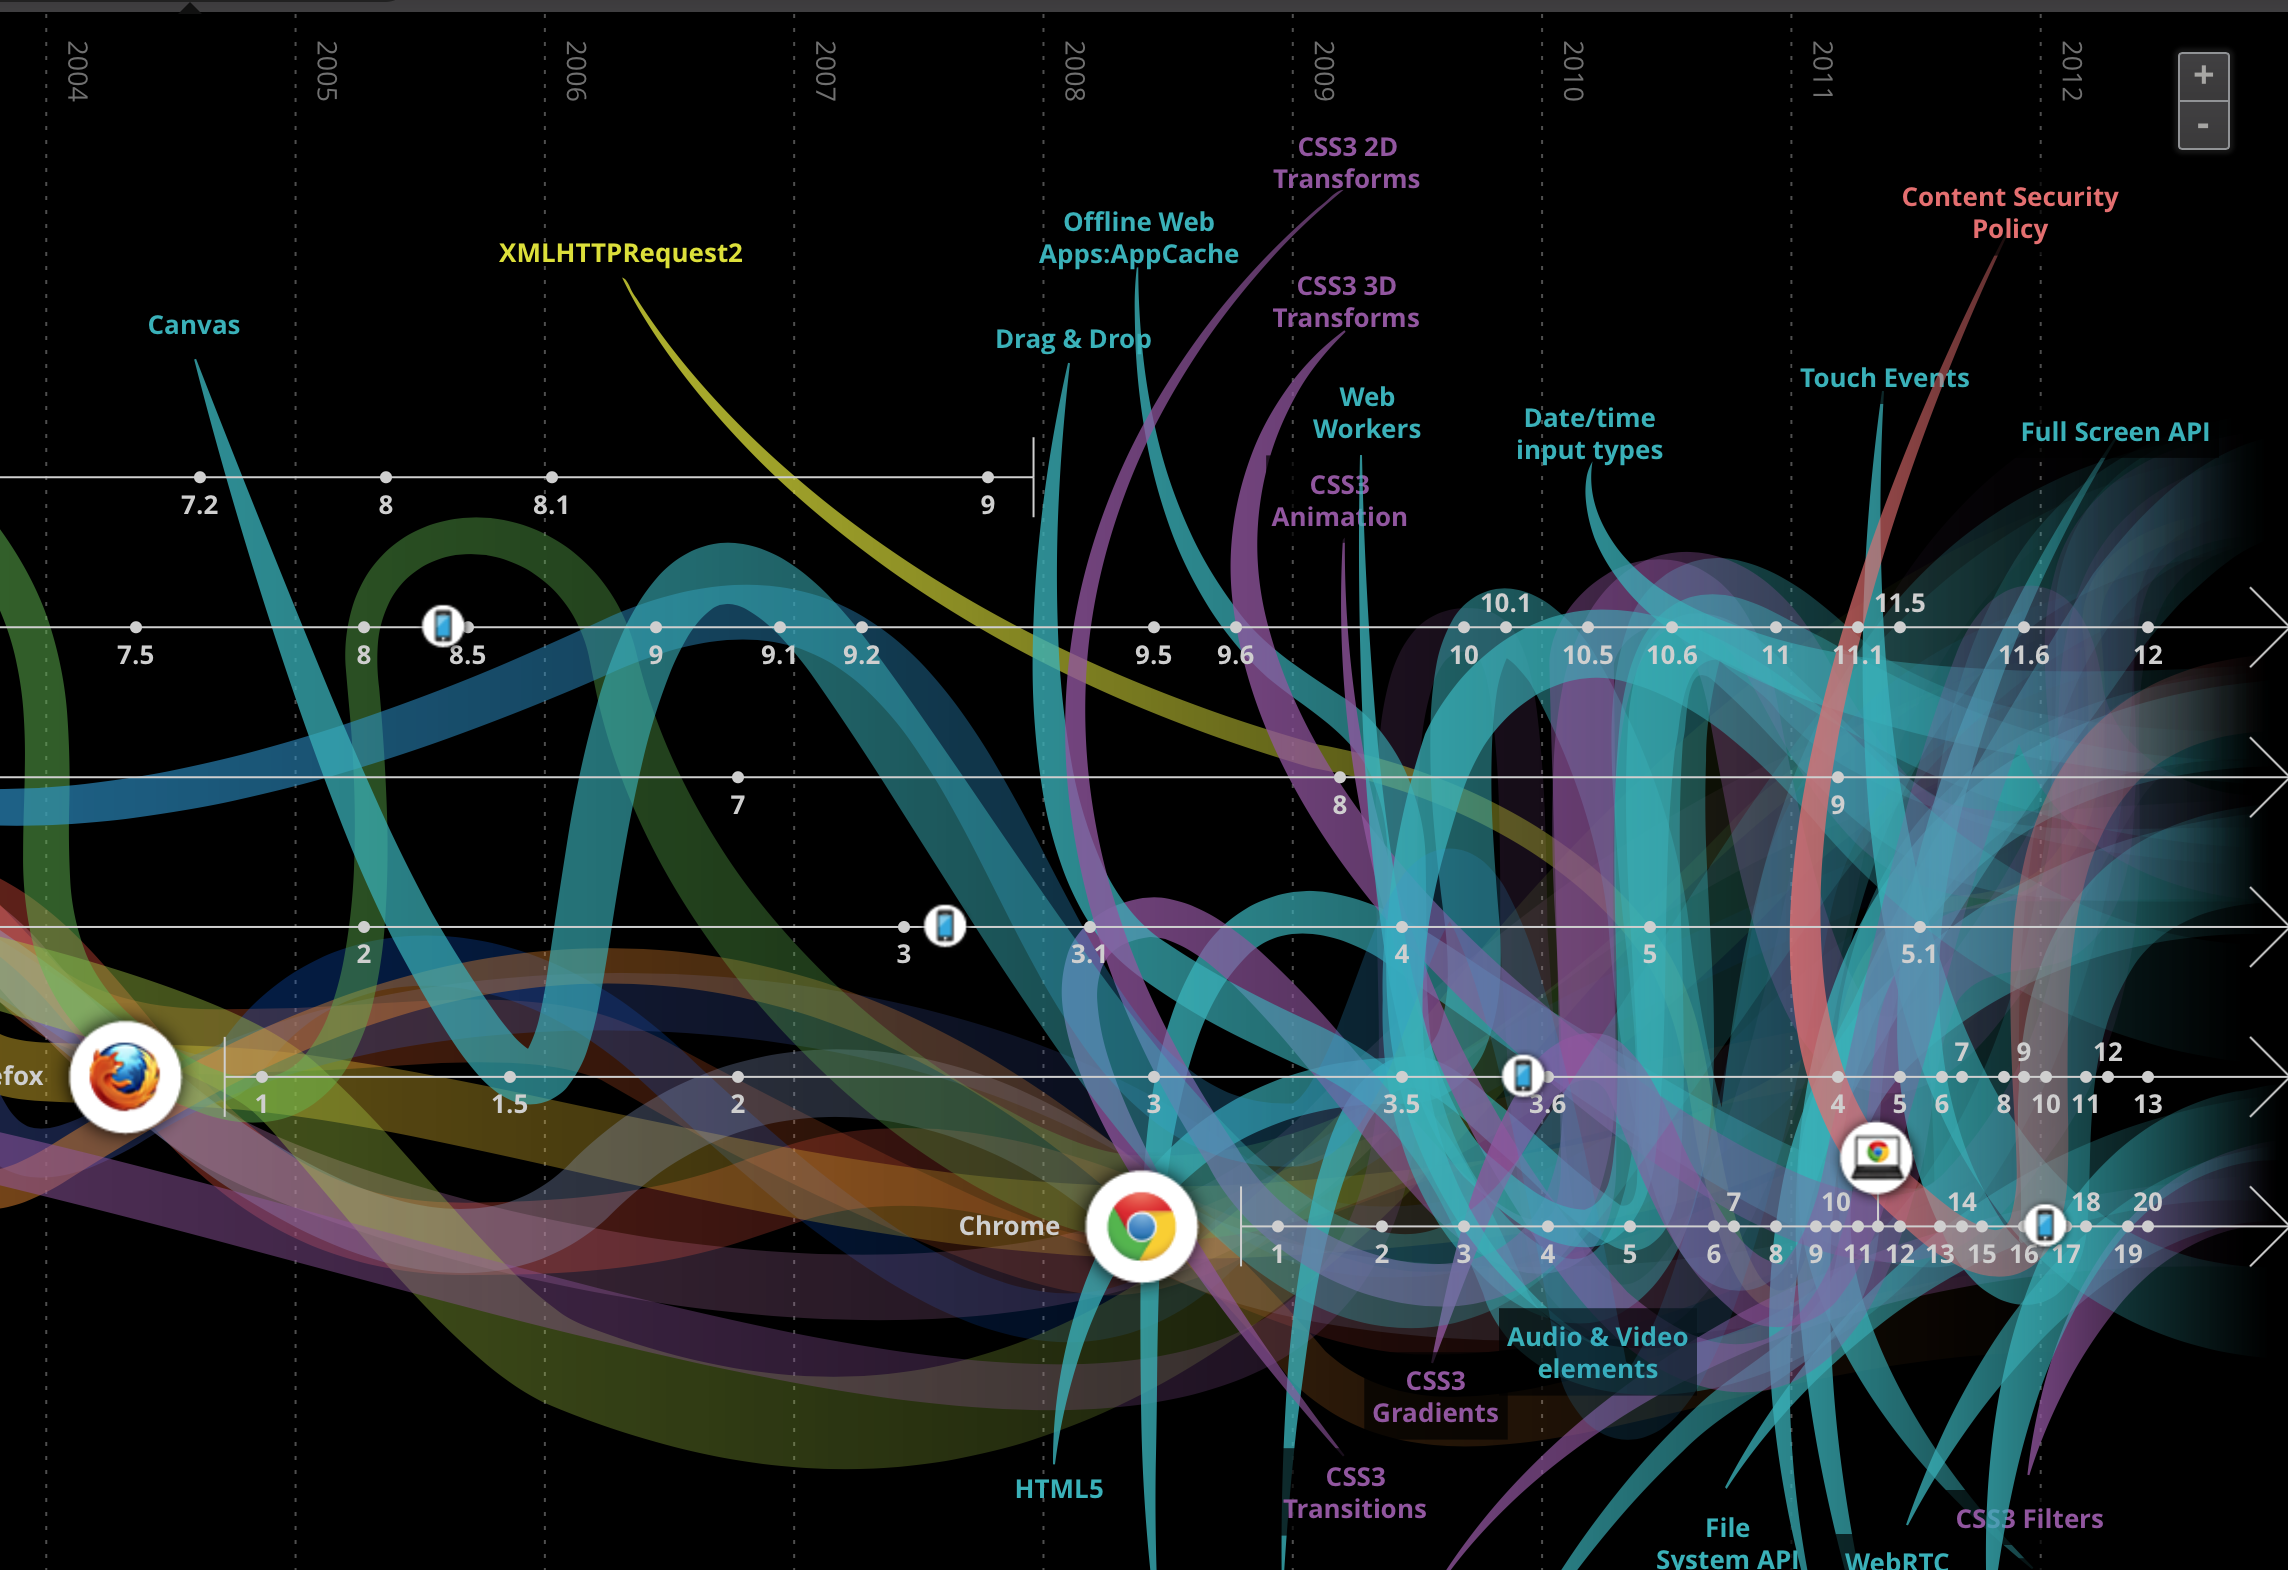 2004
2005
2006
2007
2008
2009
2010
2011
2012
+
-
CSS3 2D
Transforms
Content Security
Policy
Offline Web
Apps:AppCache
XMLHTTPRequest2
CSS3 3D
Transforms
Canvas
Drag & Drop
Touch Events
Web
Workers
Date/time
input types
Full Screen API
CSS3
Animation
7.2 8 8.1 9
10.1 11.5
7.5 8 8.5 9 9.1 9.2 9.5 9.6 10 10.5 10.6 11 11.1 11.6 12
7 8 9
2 3 3.1 4 5 5.1
7 9 12
efox
1 1.5 2 3 3.5 3.6 4 5 6 8 10 11 13
7 10 14 18 20
Chrome
1 2 3 4 5 6 8 9 11 12 13 15 16 17 19
Audio & Video
elements
CSS3
Gradients
HTML5
CSS3
Transitions
CSS3 Filters
File
System API
WebRTC